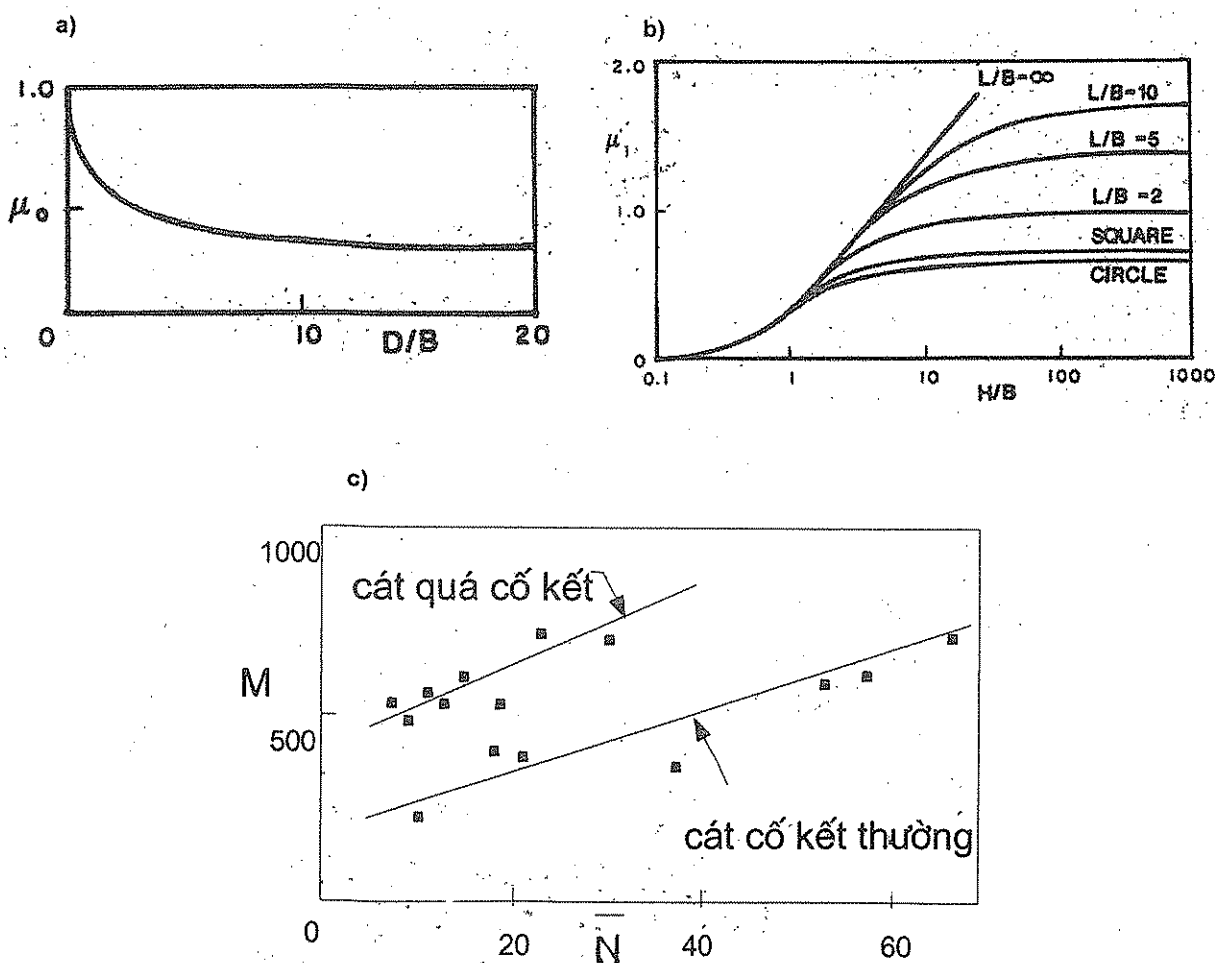 a)
1.0
μ₀
0
10
20
D/B
b)
2.0
μ₁
1.0
0
L/B=∞
L/B=10
L/B =5
L/B =2
SQUARE
CIRCLE
0.1
1
10
100
1000
H/B
c)
1000
cát quá cố kết
M
500
cát cố kết thường
0
20
N̅
40
60